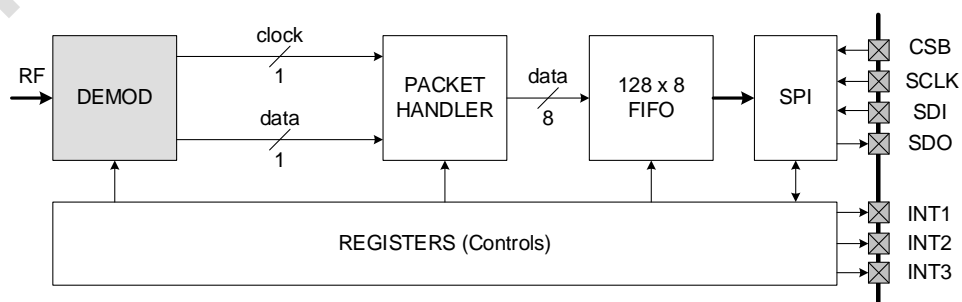 RF
DEMOD
clock
1
data
1
PACKET
HANDLER
data
8
128 x 8
FIFO
SPI
CSB
SCLK
SDI
SDO
REGISTERS (Controls)
INT1
INT2
INT3